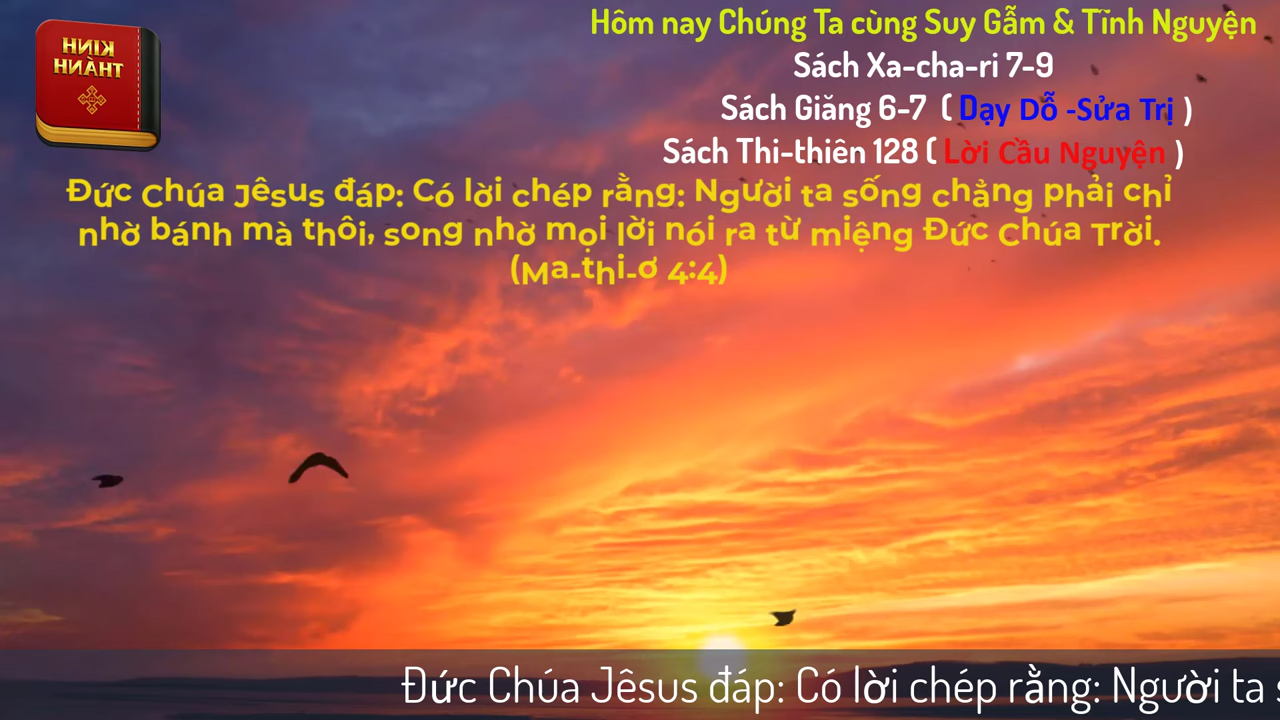 KINH
THÀNH
Hôm nay Chúng Ta cùng Suy Gẫm & Tĩnh Nguyện
Sách Xa-cha-ri 7-9
Sách Giăng 6-7 ( Dạy Dỗ -Sửa Trị )
Sách Thi-thiên 128 ( Lời Cầu Nguyện )
Đức Chúa Jêsus đáp: Có lời chép rằng: Người ta sống chẳng phải chỉ
nhờ bánh mà thôi, song nhờ mọi lời nói ra từ miệng Đức Chúa Trời.
(Ma-thi-ơ 4:4)
Đức Chúa Jêsus đáp: Có lời chép rằng: Người ta